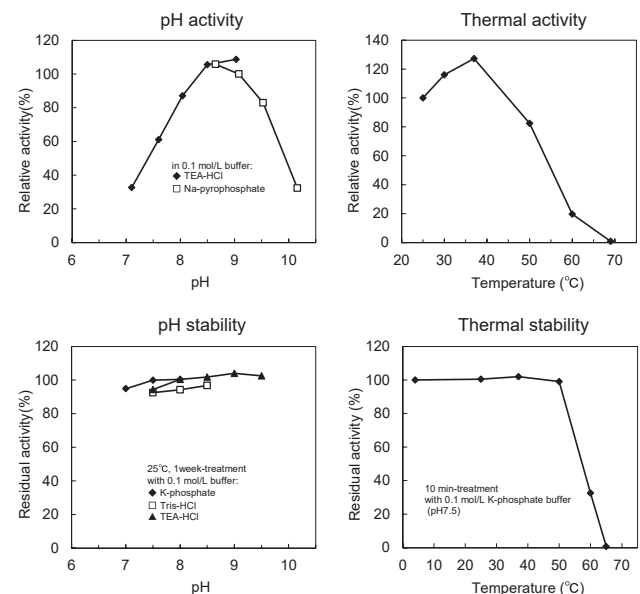 pH activity
120
100
80
60
40
20
0
Relative activity(%)
in 0.1 mol/L buffer:
TEA-HCl
Na-pyrophosphate
6 7 8 9 10
pH
Thermal activity
140
120
100
80
60
40
20
0
Relative activity(%)
20 30 40 50 60 70
Temperature (℃)
pH stability
120
100
80
60
40
20
0
Residual activity (%)
25℃, 1week-treatment
with 0.1 mol/L buffer:
K-phosphate
Tris-HCl
TEA-HCl
6 7 8 9 10
pH
Thermal stability
120
100
80
60
40
20
0
Residual activity (%)
10 min-treatment
with 0.1 mol/L K-phosphate buffer
(pH7.5)
0 10 20 30 40 50 60 70
Temperature (℃)